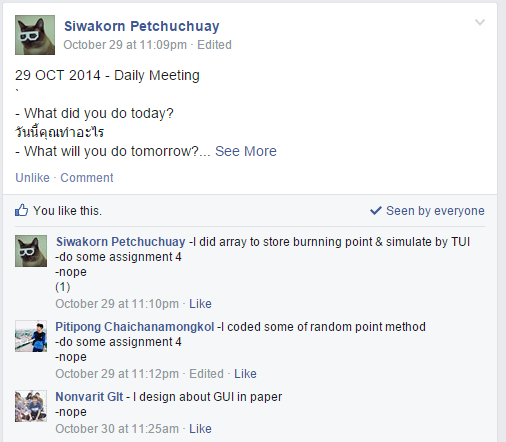 Siwakorn Petchuchuay
October 29 at 11:09pm · Edited
29 OCT 2014 - Daily Meeting
`
- What did you do today?
วันนี้คุณทำอะไร
- What will you do tomorrow?... See More
Unlike · Comment
You like this.
Seen by everyone
Siwakorn Petchuchuay -I did array to store burnning point & simulate by TUI
-do some assignment 4
-nope
(1)
October 29 at 11:10pm · Like
Pitipong Chaichanamongkol -I coded some of random point method
-do some assignment 4
-nope
October 29 at 11:12pm · Edited · Like
Nonvarit GIt - I design about GUI in paper
-nope
October 30 at 11:25am · Like